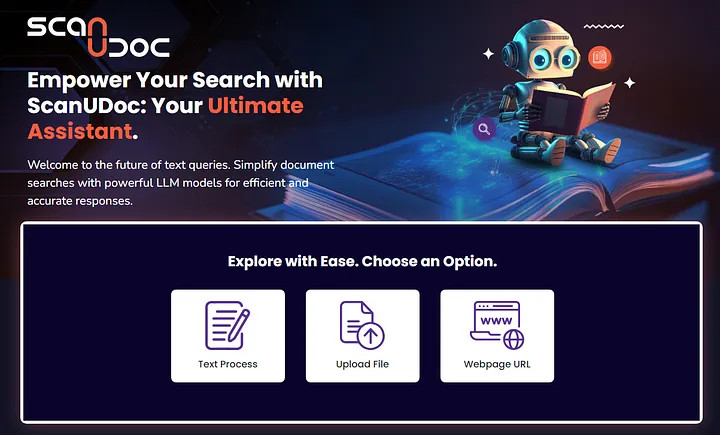 scan
UDOC
Empower Your Search with
ScanUDoc: Your Ultimate
Assistant.
Welcome to the future of text queries. Simplify document
searches with powerful LLM models for efficient and
accurate responses.
Explore with Ease. Choose an Option.
WWW
Text Process
Upload File
Webpage URL